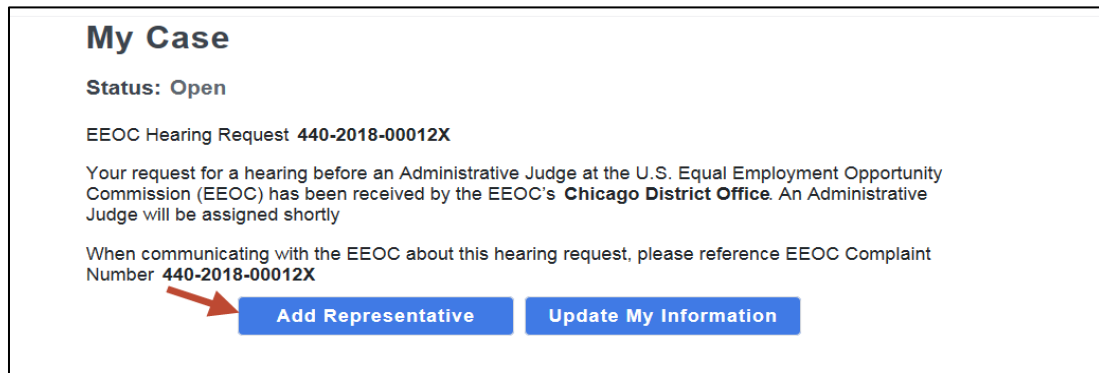 My Case
Status: Open
EEOC Hearing Request 440-2018-00012X
Your request for a hearing before an Administrative Judge at the U.S. Equal Employment Opportunity
Commission (EEOC) has been received by the EEOC's Chicago District Office. An Administrative
Judge will be assigned shortly
When communicating with the EEOC about this hearing request, please reference EEOC Complaint
Number 440-2018-00012X
Add Representative Update My Information